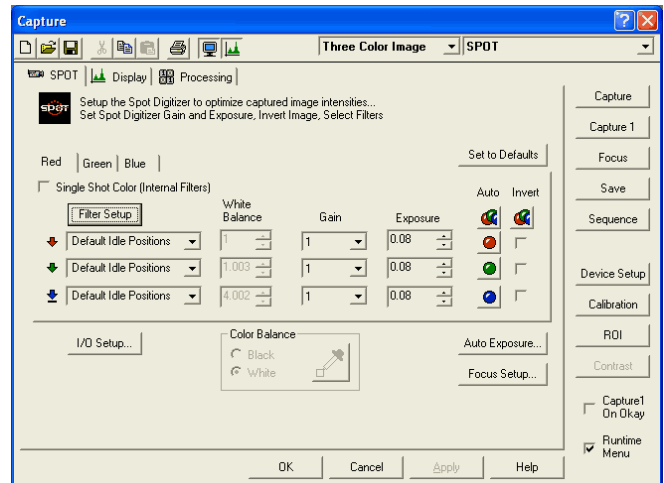 Capture
Three Color Image SPOT
SPOT Display Processing
SPOT
Setup the Spot Digitizer to optimize captured image intensities...
Set Spot Digitizer Gain and Exposure, Invert Image, Select Filters
Red Green Blue Set to Defaults
Single Shot Color (Internal Filters)
Filter Setup White Balance Gain Exposure Auto Invert
Default Idle Positions 1 1 0.08
Default Idle Positions 1.003 1 0.08
Default Idle Positions 4.002 1 0.08
I/O Setup...
Color Balance
Black
White
Auto Exposure...
Focus Setup...
Capture
Capture 1
Focus
Save
Sequence
Device Setup
Calibration
ROI
Contrast
Capture1
On Okay
Runtime
Menu
OK Cancel Apply Help